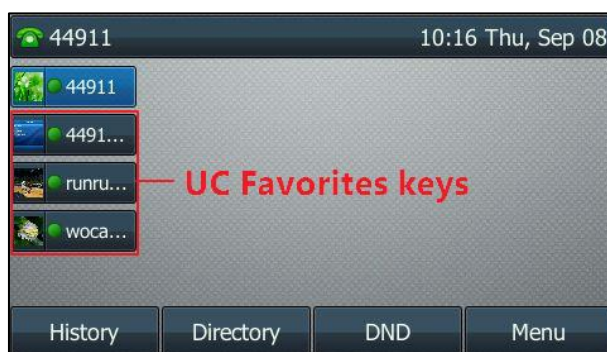 44911 10:16 Thu, Sep 08
44911
4491...
runru...
UC Favorites keys
woca...
History Directory DND Menu